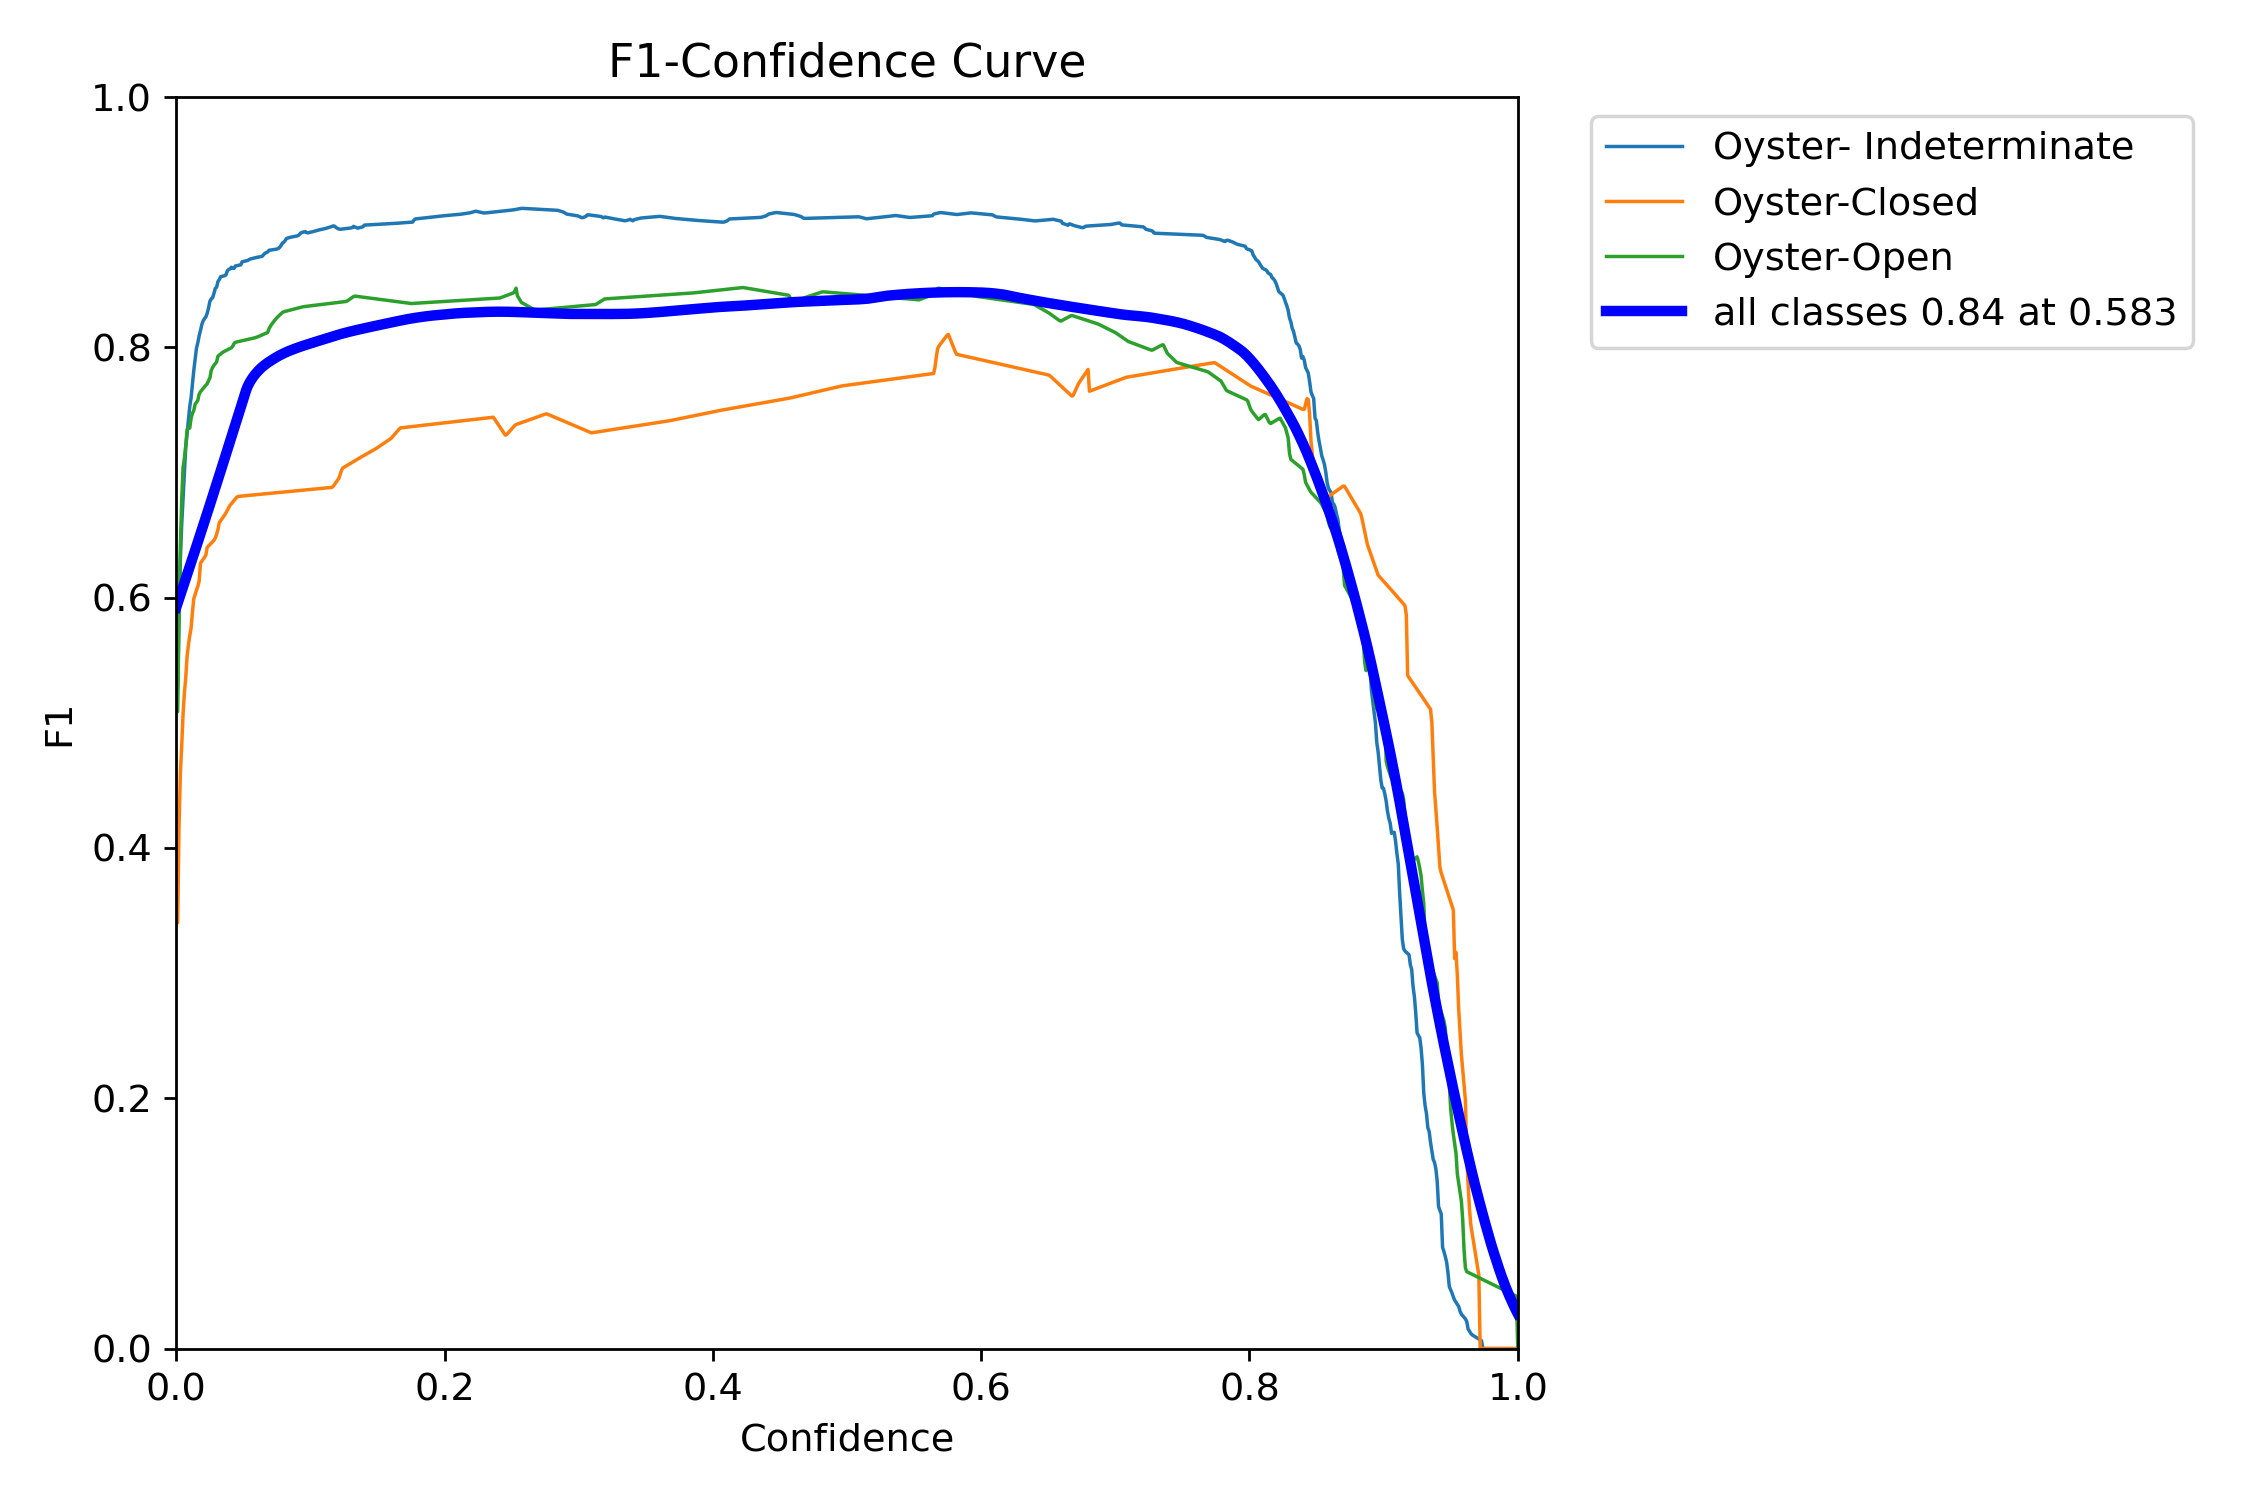 F1-Confidence Curve
1.0
0.8
0.6
0.4
0.2
0.0
F1
0.0 0.2 0.4 0.6 0.8 1.0
Confidence
Oyster- Indeterminate
Oyster-Closed
Oyster-Open
all classes 0.84 at 0.583